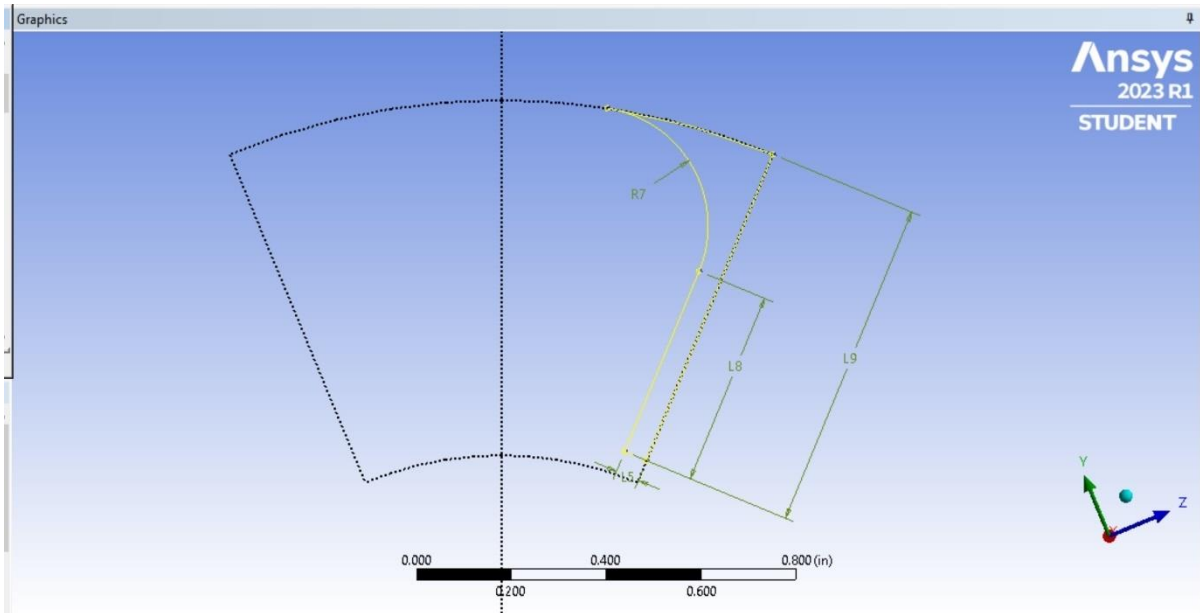 Graphics
Ansys
2023 R1
STUDENT
R7
L9
L8
L5
Y
Z
X
0.000
0.400
0.800 (in)
0.200
0.600